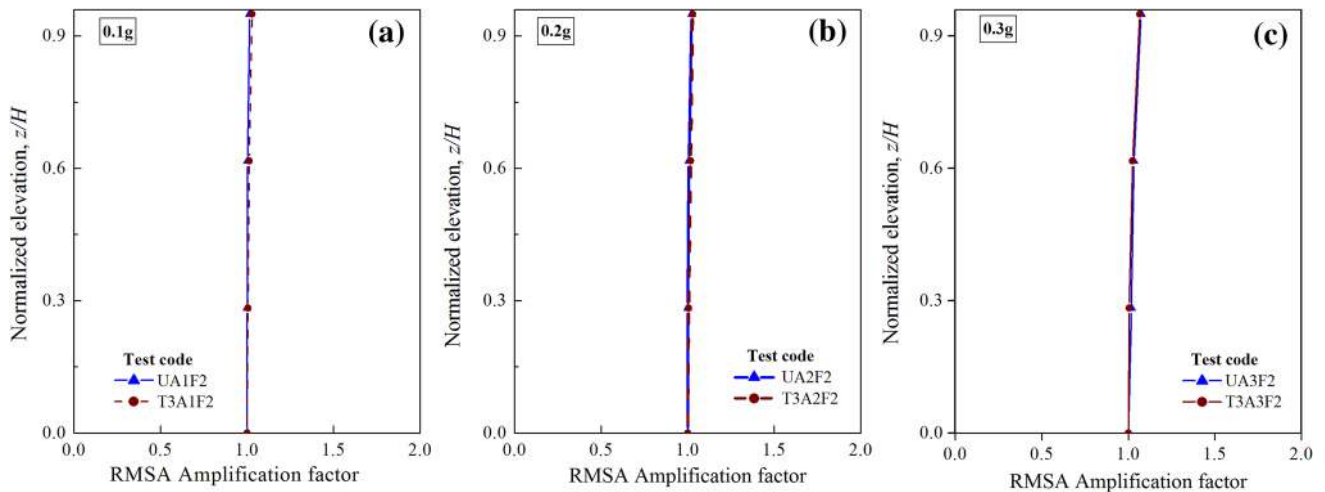 0.1g
(a)
0.9
0.6
0.3
0.0
Normalized elevation, z/H
Test code
UA1F2
T3A1F2
0.0 0.5 1.0 1.5 2.0
RMSA Amplification factor
0.2g
(b)
0.9
0.6
0.3
0.0
Normalized elevation, z/H
Test code
UA2F2
T3A2F2
0.0 0.5 1.0 1.5 2.0
RMSA Amplification factor
0.3g
(c)
0.9
0.6
0.3
0.0
Normalized elevation, z/H
Test code
UA3F2
T3A3F2
0.0 0.5 1.0 1.5 2.0
RMSA Amplification factor